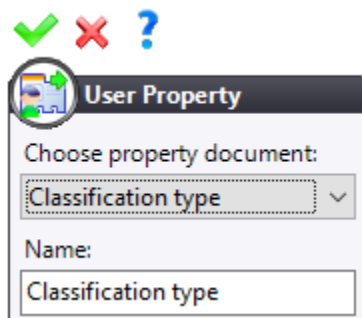 ?
User Property
Choose property document:
Classification type
Name:
Classification type